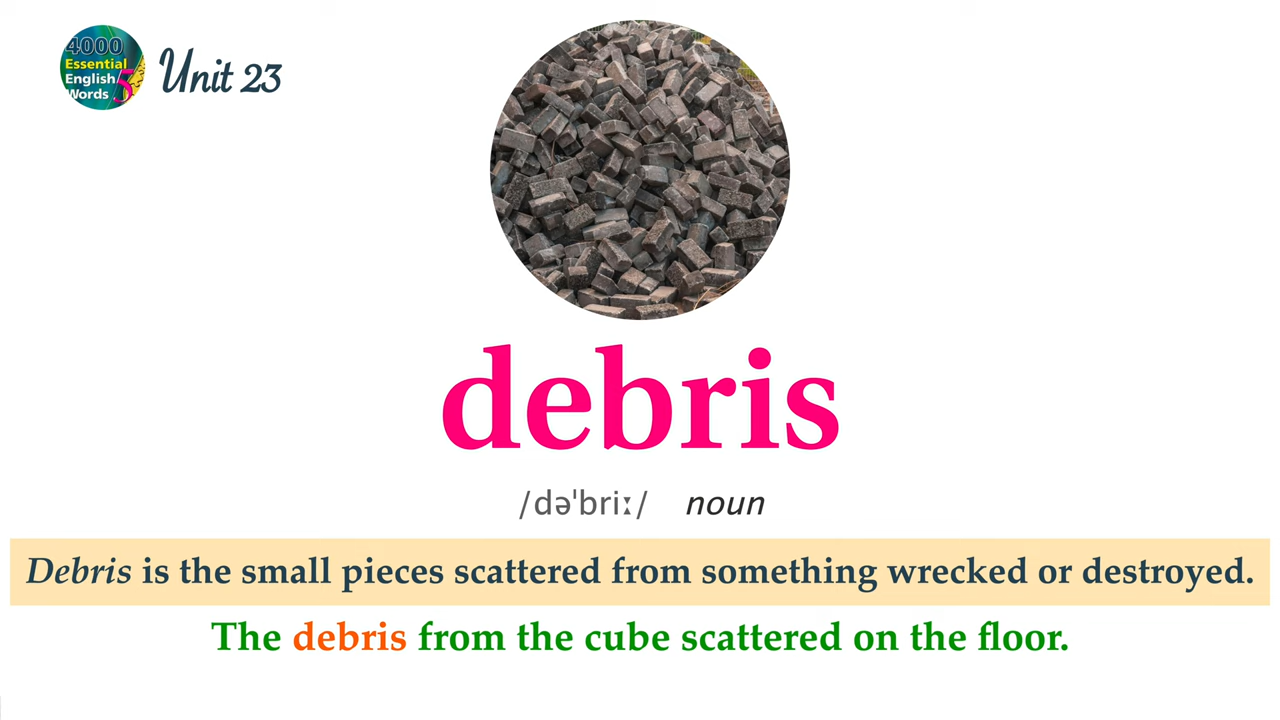 4000
Essential
English
Words 5
Unit 23
debris
/dəˈbriː/ noun
Debris is the small pieces scattered from something wrecked or destroyed.
The debris from the cube scattered on the floor.